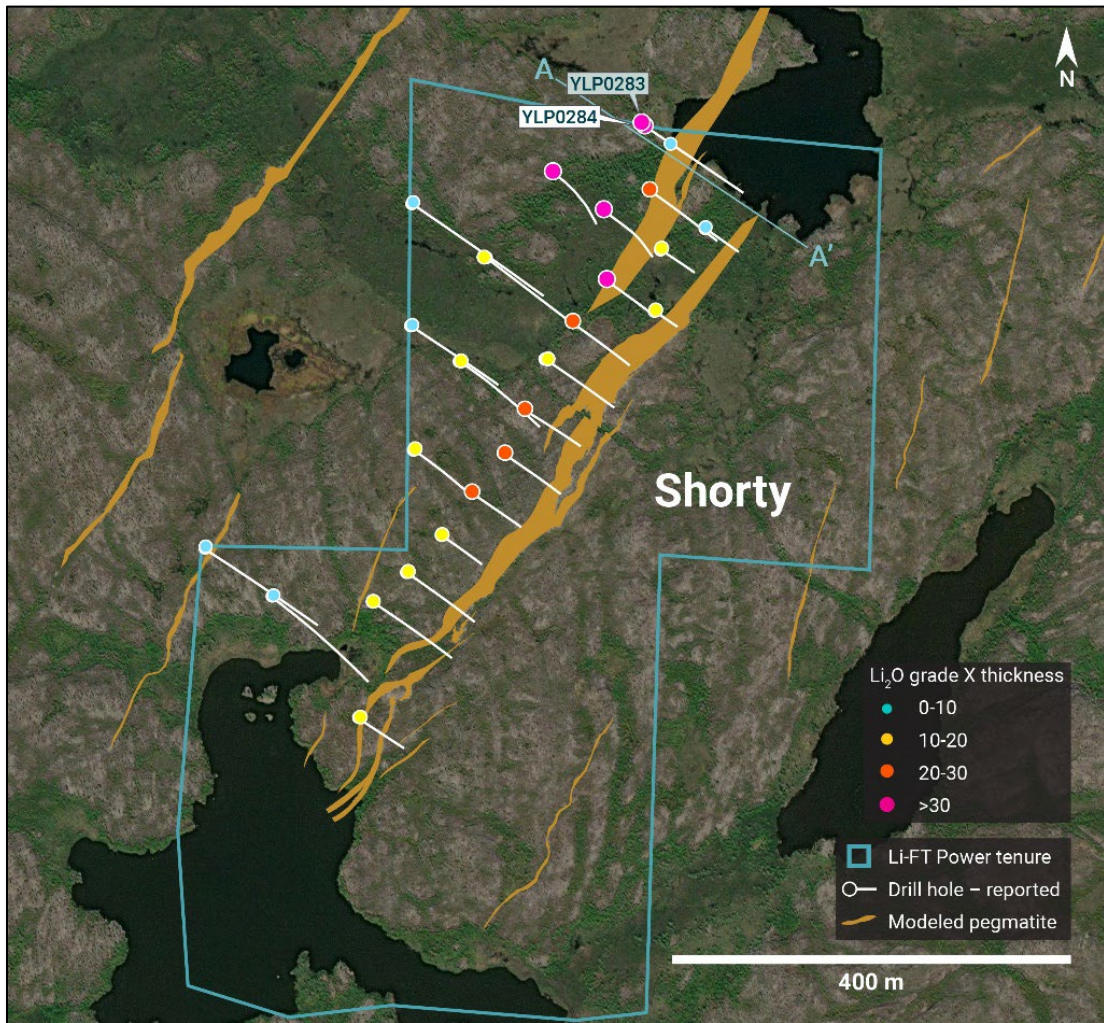 N
A
YLP0283
YLP0284
A'
Shorty
Li₂O grade X thickness
0-10
10-20
20-30
>30
Li-FT Power tenure
Drill hole – reported
Modeled pegmatite
400 m